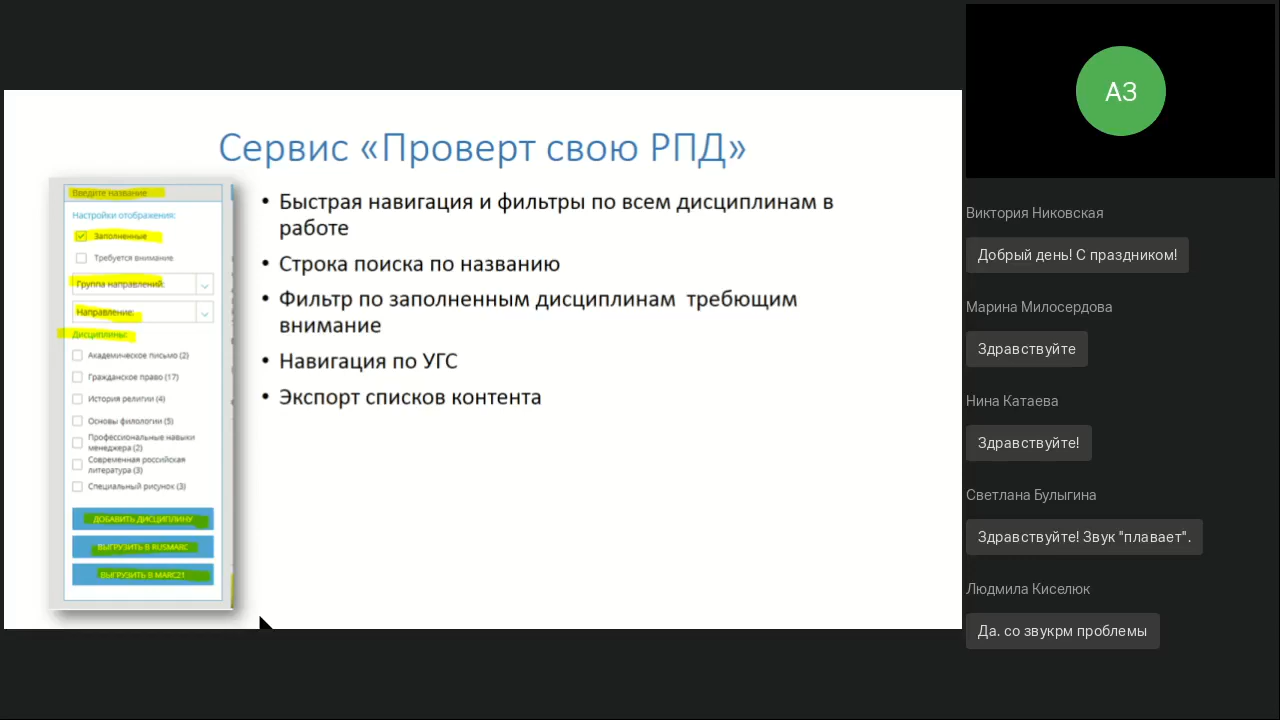 Сервис «Проверт свою РПД»
Введите название
Настройки отображения:
Заполненные
Требуется внимание
Группа направлений:
Направление:
Дисциплины:
Академическое письмо (2)
Гражданское право (17)
История религии (4)
Основы филологии (5)
Профессиональные навыки
менеджера (2)
Современная российская
литература (3)
Специальный рисунок (3)
ДОБАВИТЬ ДИСЦИПЛИНУ
ВЫГРУЗИТЬ В RUSMARC
ВЫГРУЗИТЬ В MARC21
• Быстрая навигация и фильтры по всем дисциплинам в
работе
• Строка поиска по названию
• Фильтр по заполненным дисциплинам требющим
внимание
• Навигация по УГС
• Экспорт списков контента
АЗ
Виктория Никовская
Добрый день! С праздником!
Марина Милосердова
Здравствуйте
Нина Катаева
Здравствуйте!
Светлана Булыгина
Здравствуйте! Звук "плавает".
Людмила Киселюк
Да. со звукрм проблемы